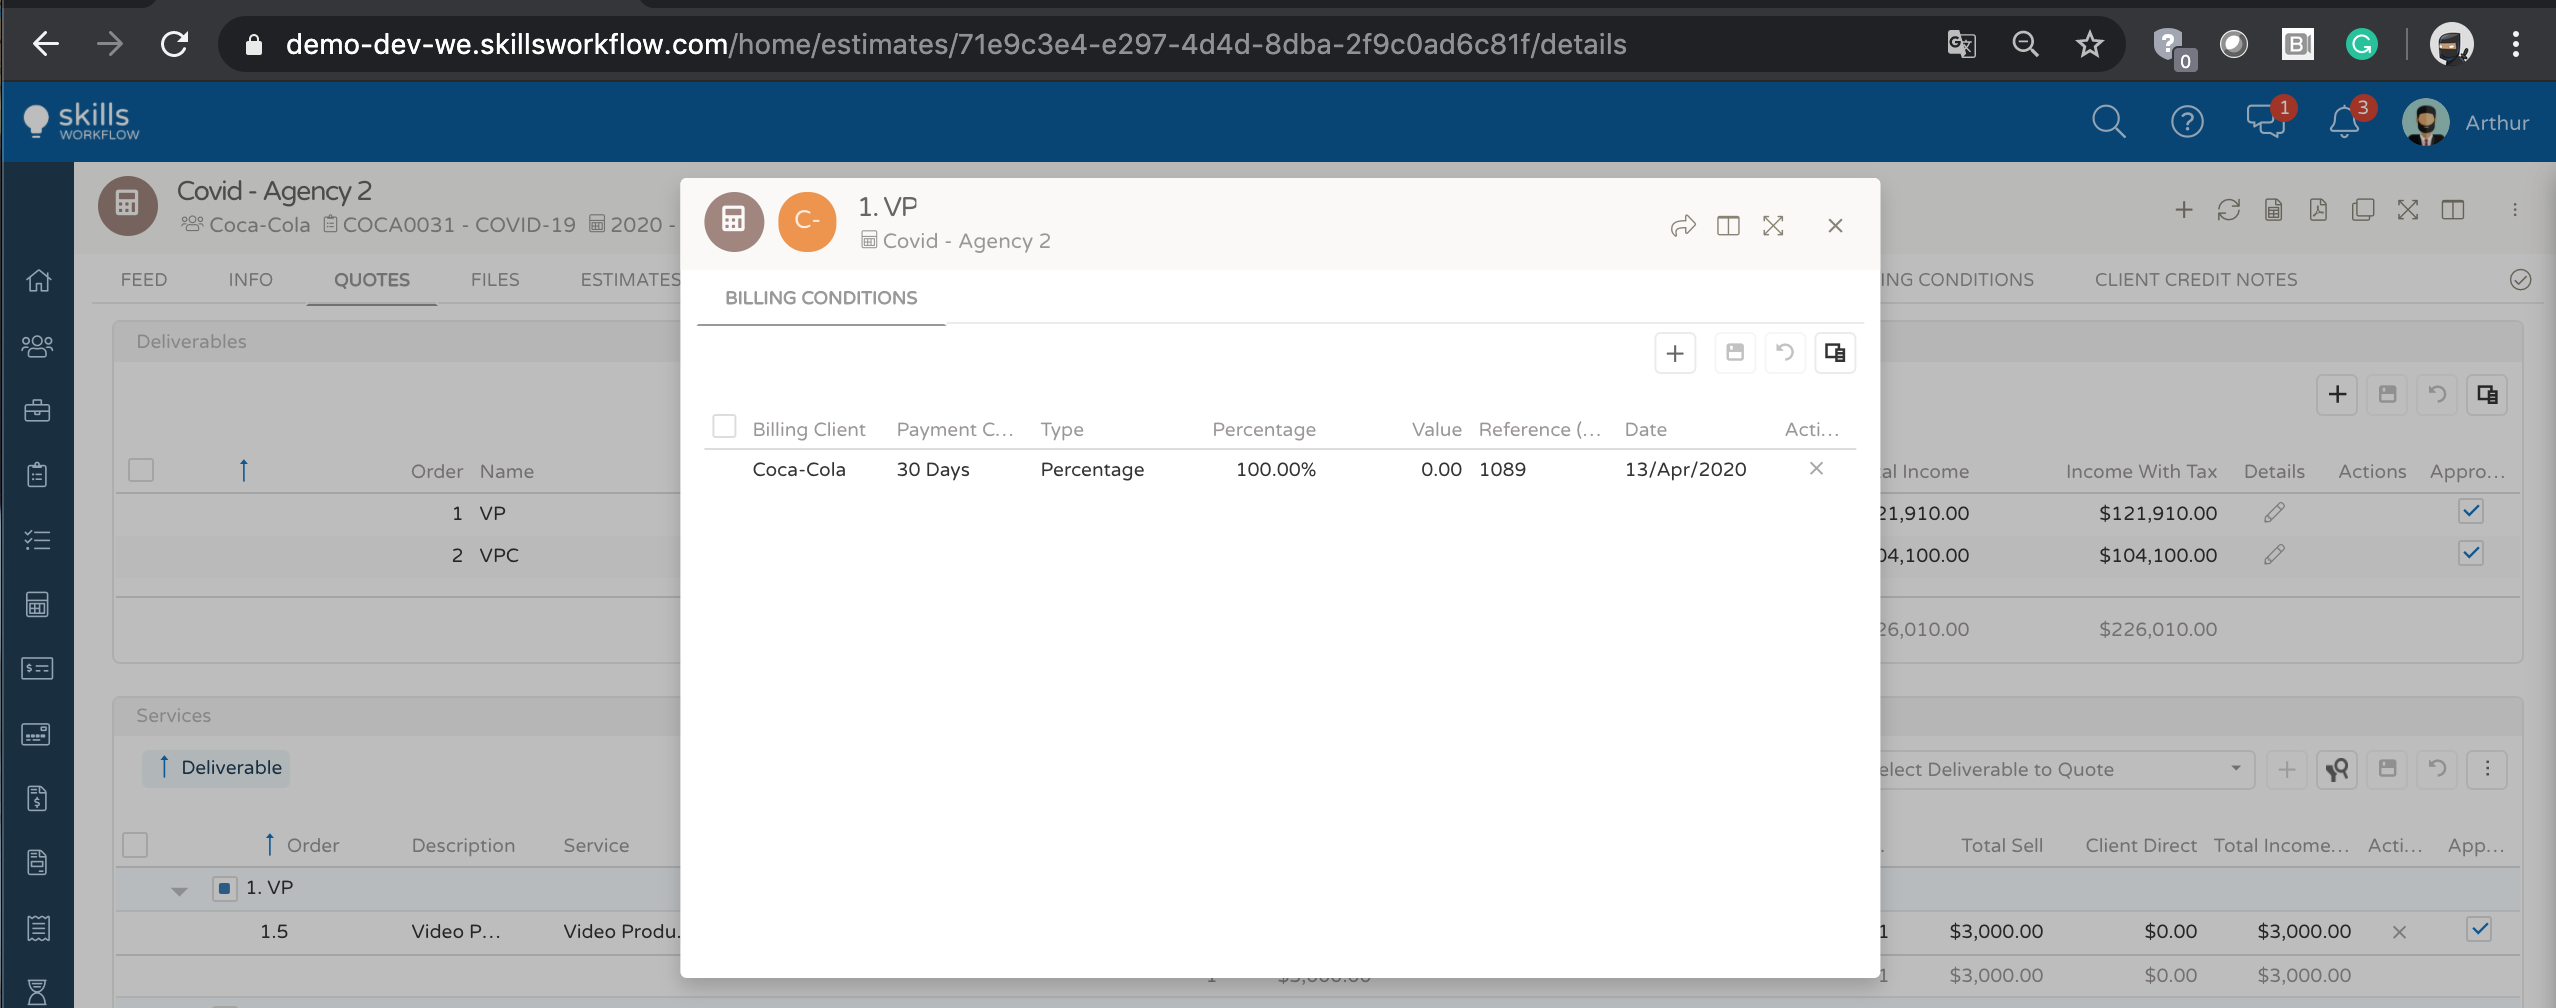 demo-dev-we.skillsworkflow.com/home/estimates/71e9c3e4-e297-4d4d-8dba-2f9c0ad6c81f/details
0
skills
WORKFLOW
1
3
Arthur
Covid - Agency 2
Coca-Cola COCA0031 - COVID-19 2020 -
FEED INFO QUOTES FILES ESTIMATES
CONDITIONS CLIENT CREDIT NOTES
C-
1. VP
Covid - Agency 2
BILLING CONDITIONS
Billing Client Payment C... Type Percentage Value Reference (... Date Acti...
Coca-Cola 30 Days Percentage 100.00% 0.00 1089 13/Apr/2020
Deliverables
Order Name
Income Income With Tax Details Actions Appro...
1 VP
21,910.00 $121,910.00
2 VPC
04,100.00 $104,100.00
26,010.00 $226,010.00
Services
Deliverable
elect Deliverable to Quote
Order Description Service
Total Sell Client Direct Total Income... Acti... App...
1. VP
1.5 Video P... Video Produ.
1 $3,000.00 $0.00 $3,000.00
1 $3,000.00 $0.00 $3,000.00